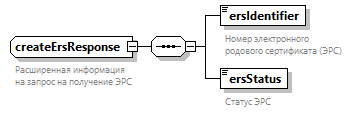 ersIdentifier
Номер электронного
родового сертификата (ЭРС)
createErsResponse
Расширенная информация
на запрос на получение ЭРС
ersStatus
Статус ЭРС